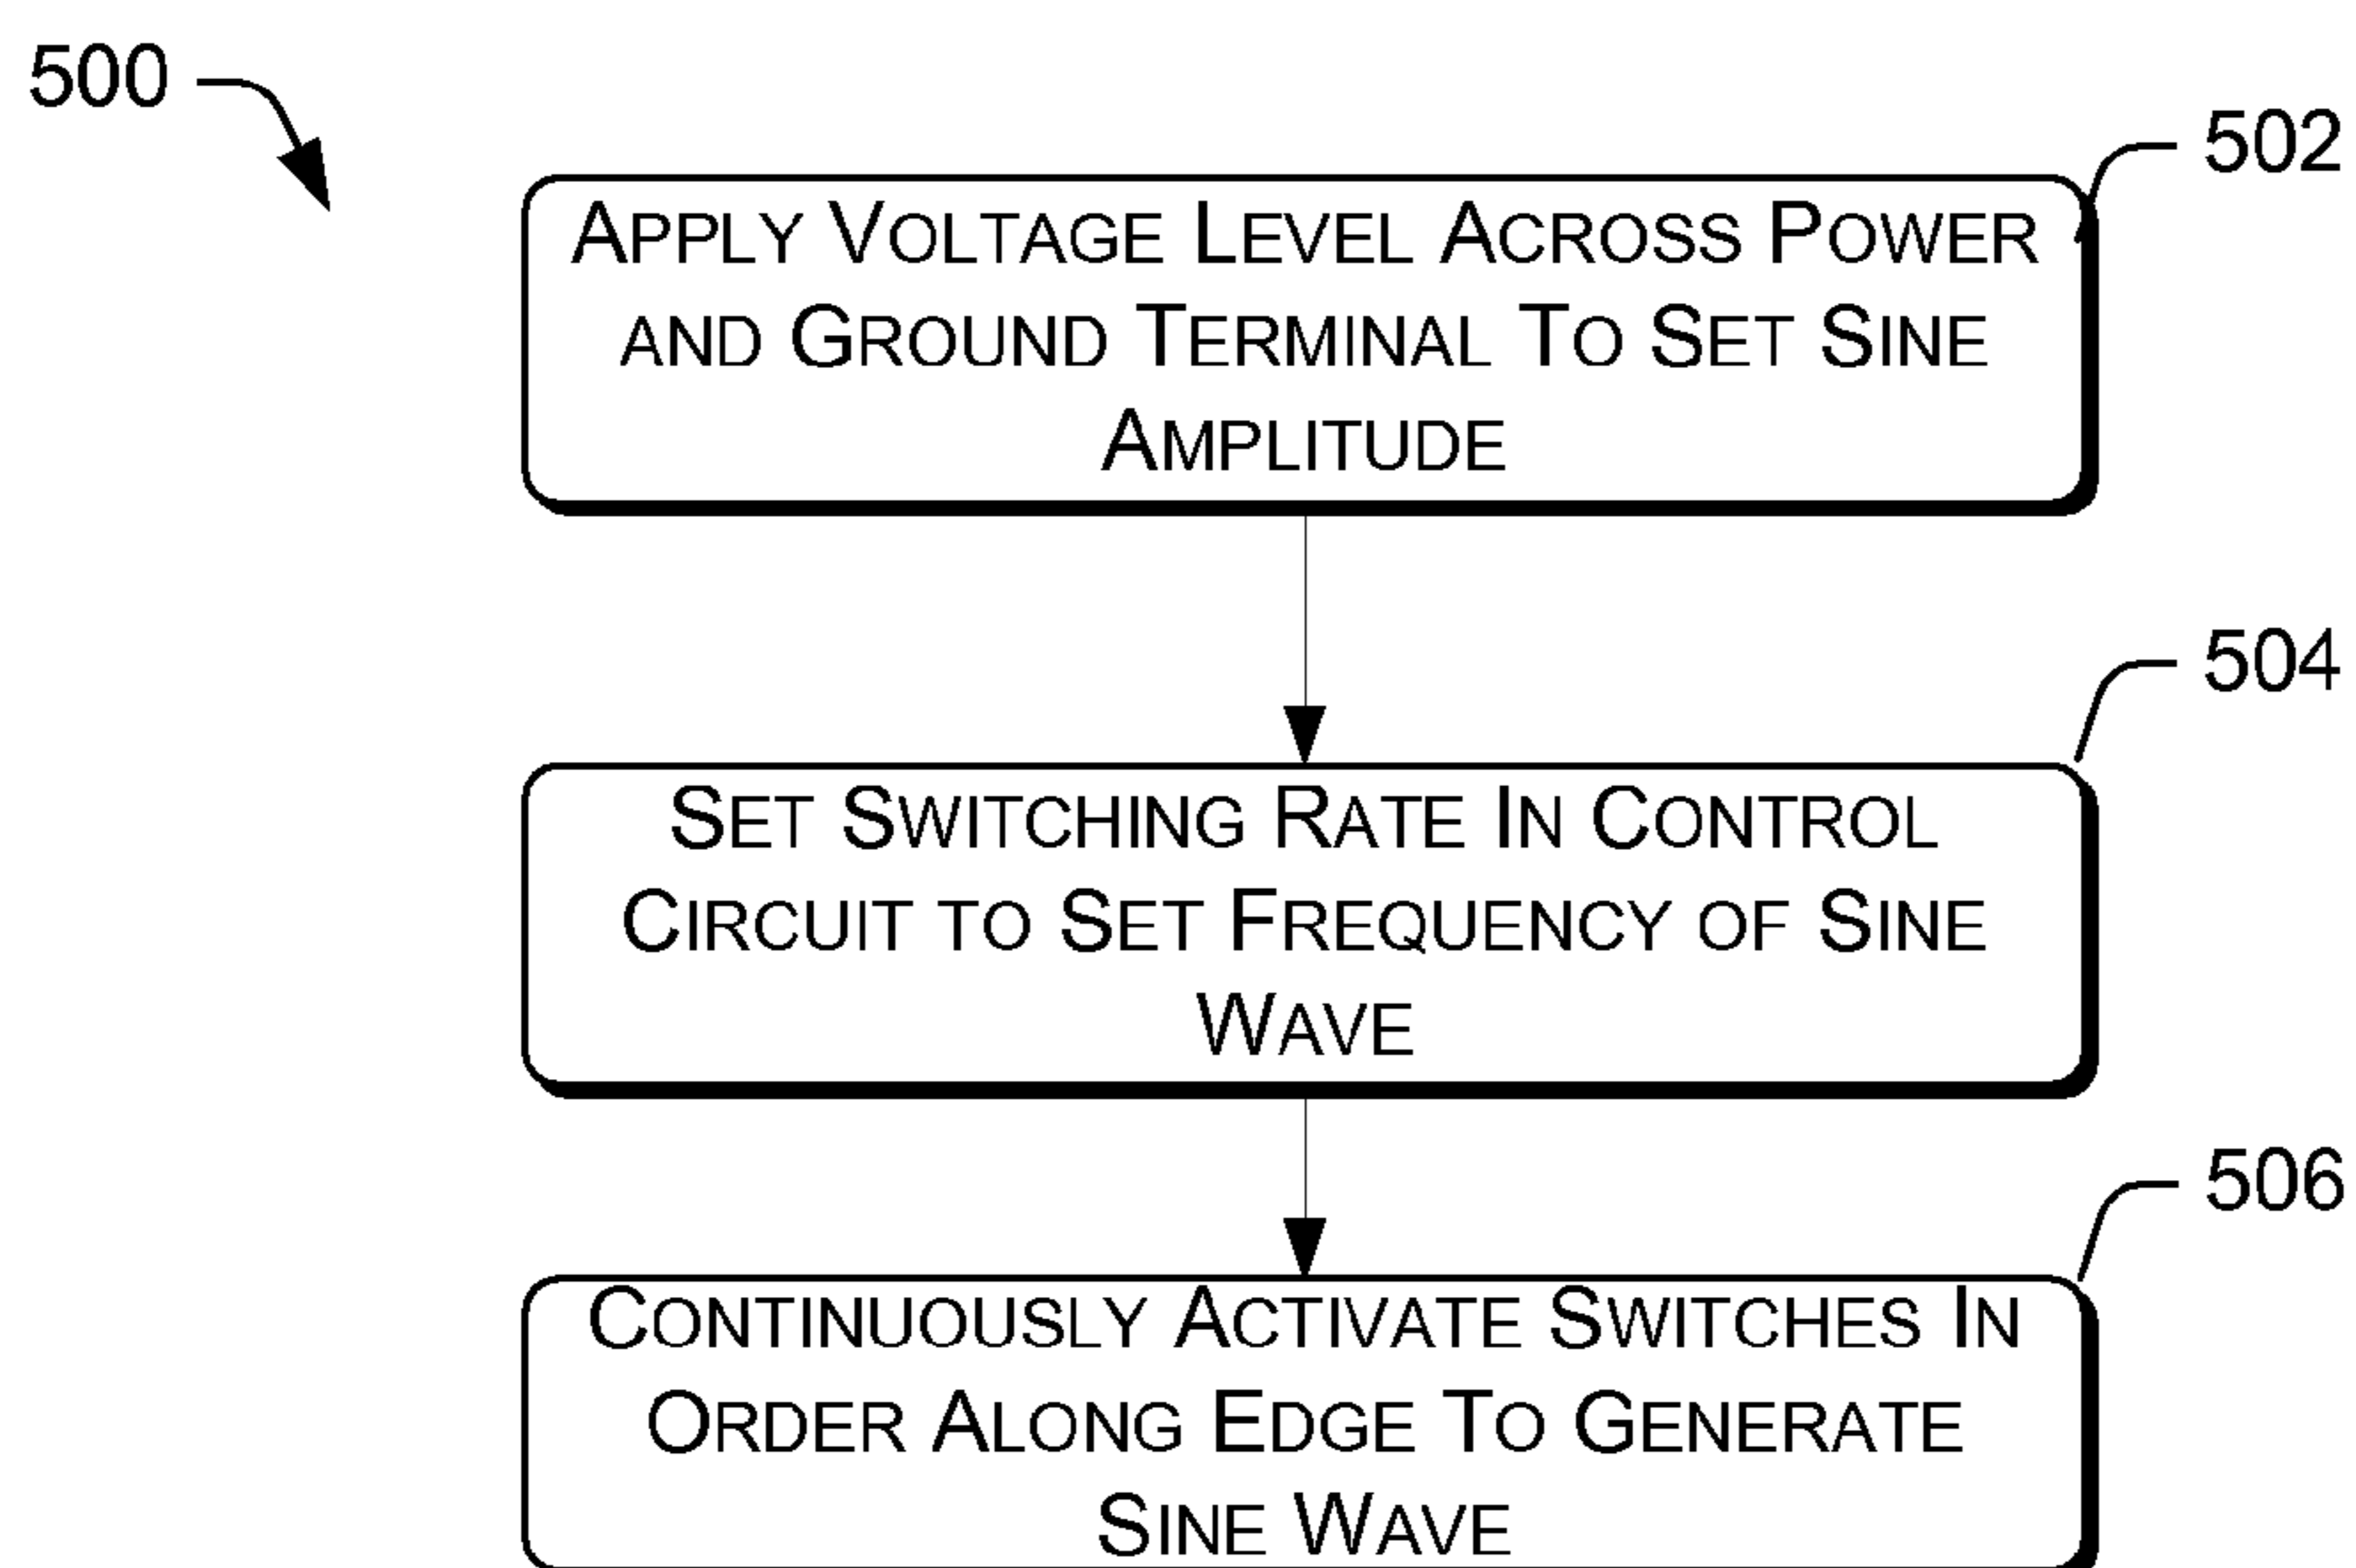 500
502
APPLY VOLTAGE LEVEL ACROSS POWER
AND GROUND TERMINAL TO SET SINE
AMPLITUDE
504
SET SWITCHING RATE IN CONTROL
CIRCUIT TO SET FREQUENCY OF SINE
WAVE
506
CONTINUOUSLY ACTIVATE SWITCHES IN
ORDER ALONG EDGE TO GENERATE
SINE WAVE